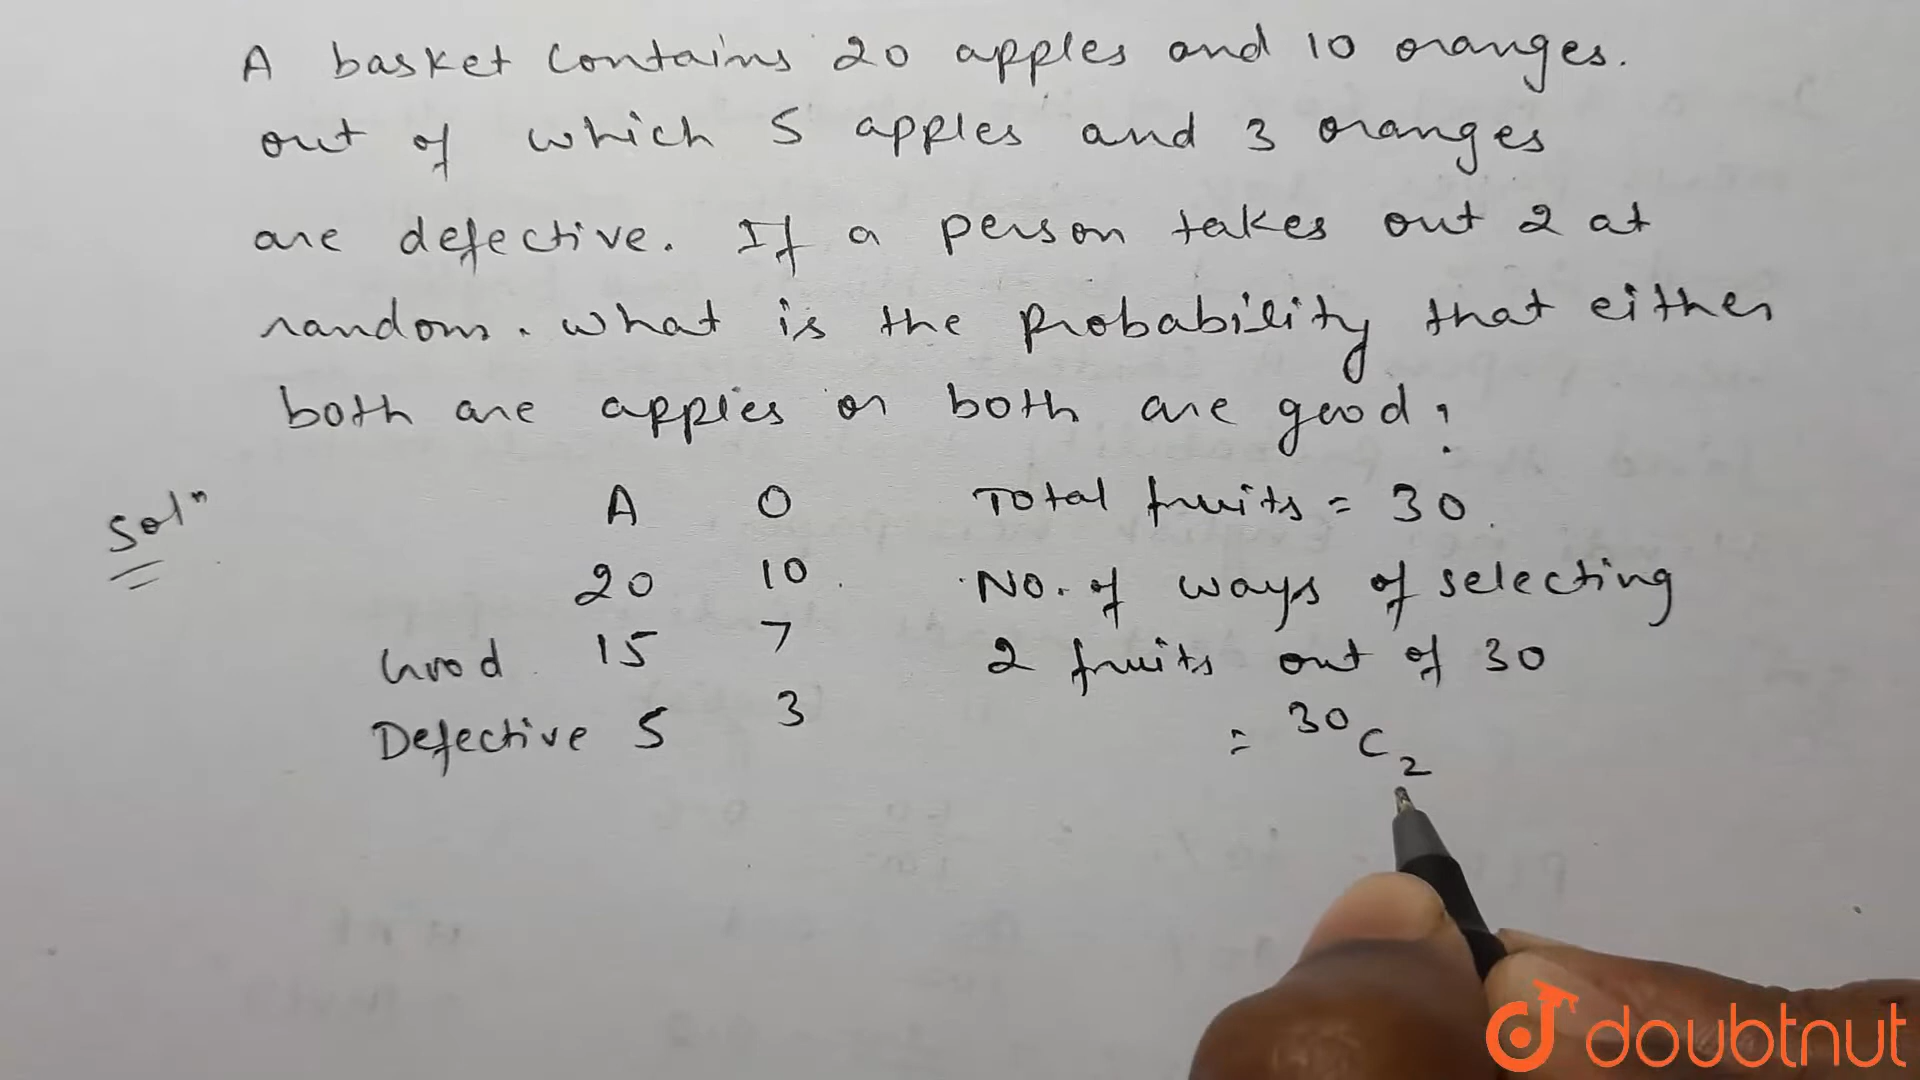 A basket contains 20 apples and 10 oranges.
out of which 5 apples and 3 oranges
are defective. If a person takes out 2 at
random. what is the probability that either
both are apples or both are good?
Solⁿ
A O
20 10
Good 15 7
Defective 5 3
Total fruits = 30.
No. of ways of selecting
2 fruits out of 30
= ³⁰C₂
doubtnut